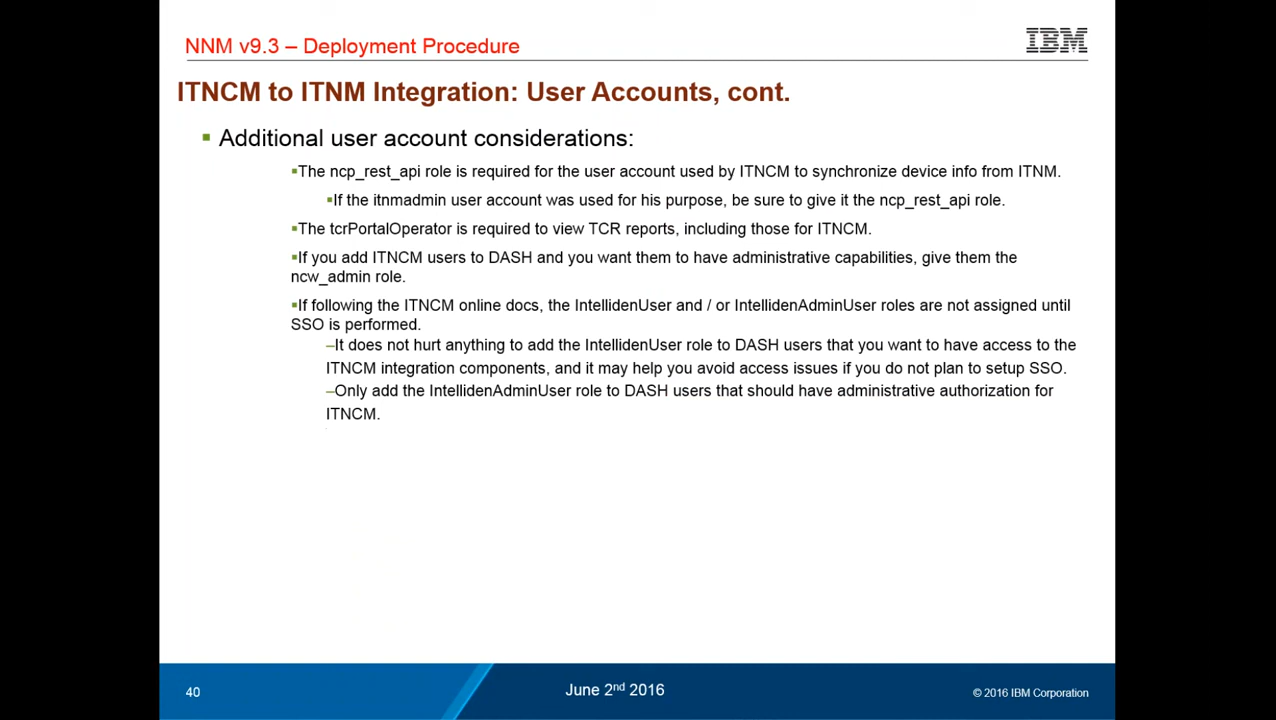 NNM v9.3 – Deployment Procedure
IBM
ITNCM to ITNM Integration: User Accounts, cont.
▪ Additional user account considerations:
▪The ncp_rest_api role is required for the user account used by ITNCM to synchronize device info from ITNM.
▪If the itnmadmin user account was used for his purpose, be sure to give it the ncp_rest_api role.
▪The tcrPortalOperator is required to view TCR reports, including those for ITNCM.
▪If you add ITNCM users to DASH and you want them to have administrative capabilities, give them the
ncw_admin role.
▪If following the ITNCM online docs, the IntellidenUser and / or IntellidenAdminUser roles are not assigned until
SSO is performed.
–It does not hurt anything to add the IntellidenUser role to DASH users that you want to have access to the
ITNCM integration components, and it may help you avoid access issues if you do not plan to setup SSO.
–Only add the IntellidenAdminUser role to DASH users that should have administrative authorization for
ITNCM.
40
June 2nd 2016
© 2016 IBM Corporation